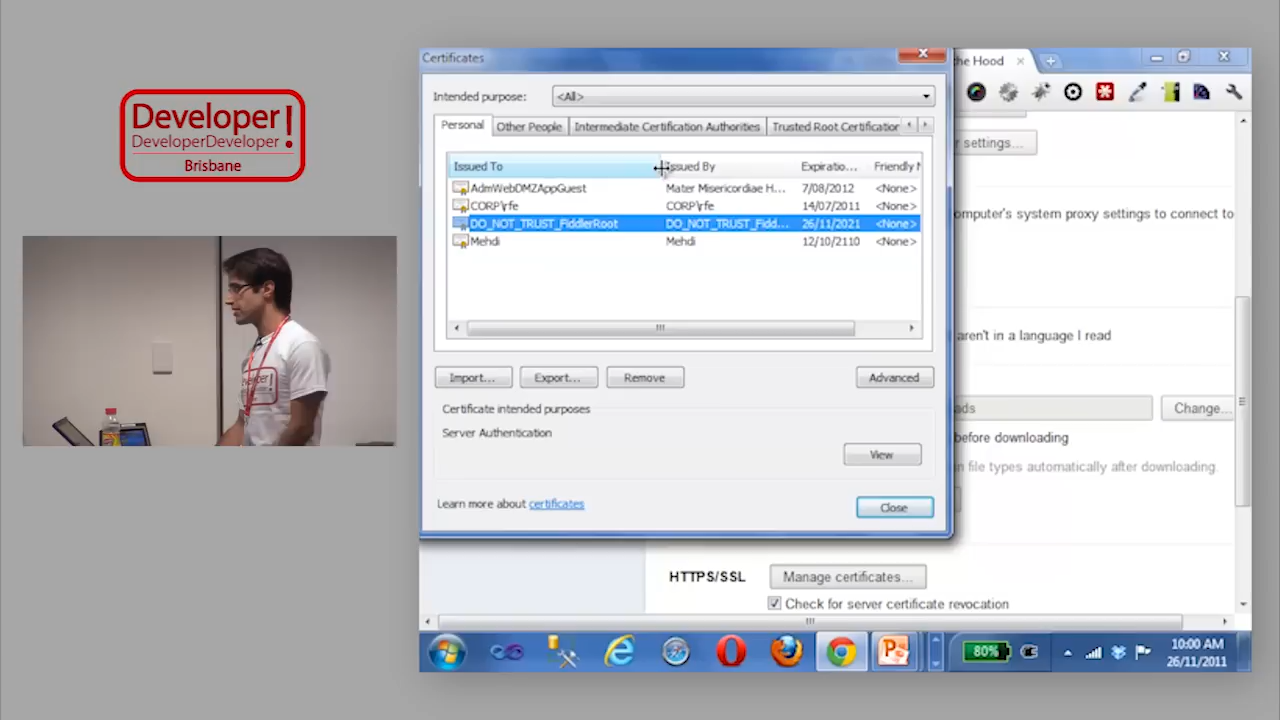 Developer!
DeveloperDeveloper
Brisbane
Certificates
Intended purpose:
<All>
Personal
Other People
Intermediate Certification Authorities
Trusted Root Certification
Issued To
Issued By
Expiratio...
Friendly N
AdmWebDMZAppGuest
Mater Misericordiae H...
7/08/2012
<None>
CORP\rfe
CORP\rfe
14/07/2011
<None>
DO_NOT_TRUST_FiddlerRoot
DO_NOT_TRUST_Fidd...
26/11/2021
<None>
Mehdi
Mehdi
12/10/2110
<None>
Import...
Export...
Remove
Advanced
Certificate intended purposes
Server Authentication
View
Learn more about certificates
Close
he Hood
settings...
omputer's system proxy settings to connect to
aren't in a language I read
ads
Change...
before downloading
n file types automatically after downloading.
HTTPS/SSL
Manage certificates...
Check for server certificate revocation
80%
10:00 AM
26/11/2011